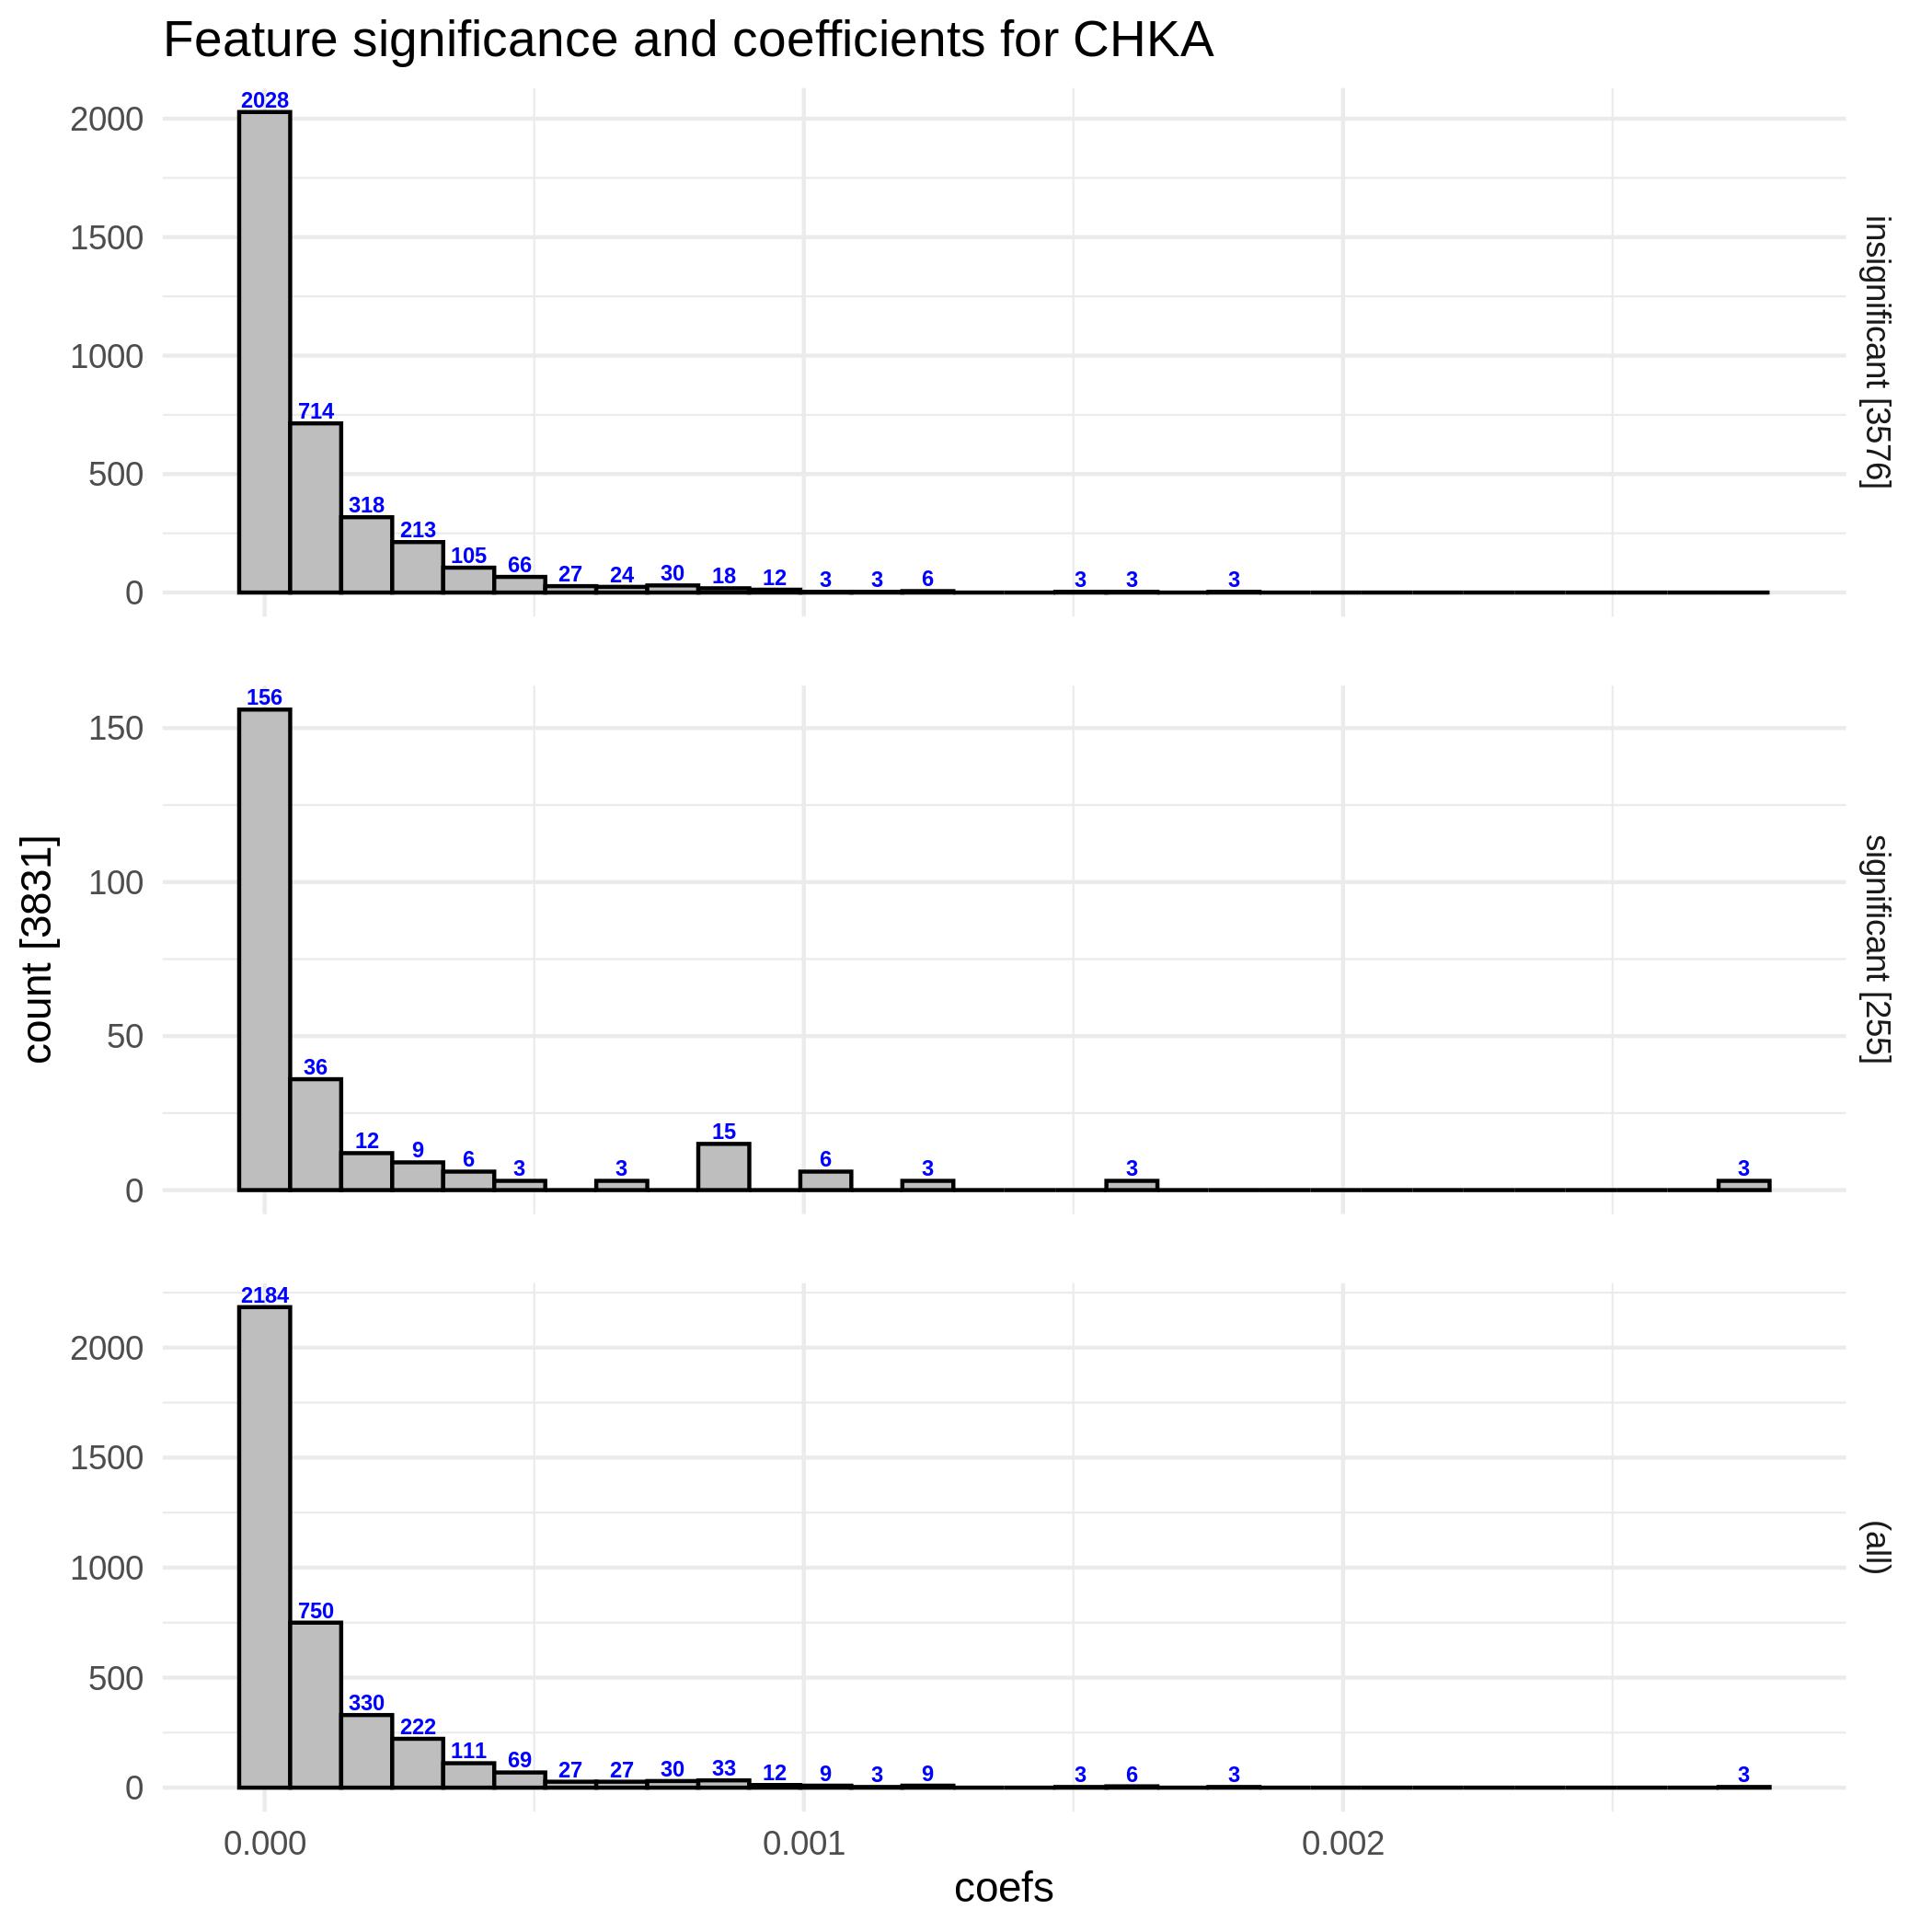 Feature significance and coefficients for CHKA
2028
2000
1500
1000
714
500
318
213
105 66 27 24 30 18 12 3 3 6 3 3 3
0
insignificant [3576]
156
150
100
50
36
12 9 6 3 3 15 6 3 3 3
0
significant [255]
count [3831]
2184
2000
1500
1000
750
500
330
222
111 69 27 27 30 33 12 9 3 9 3 6 3 3
0
(all)
0.000 0.001 0.002
coefs